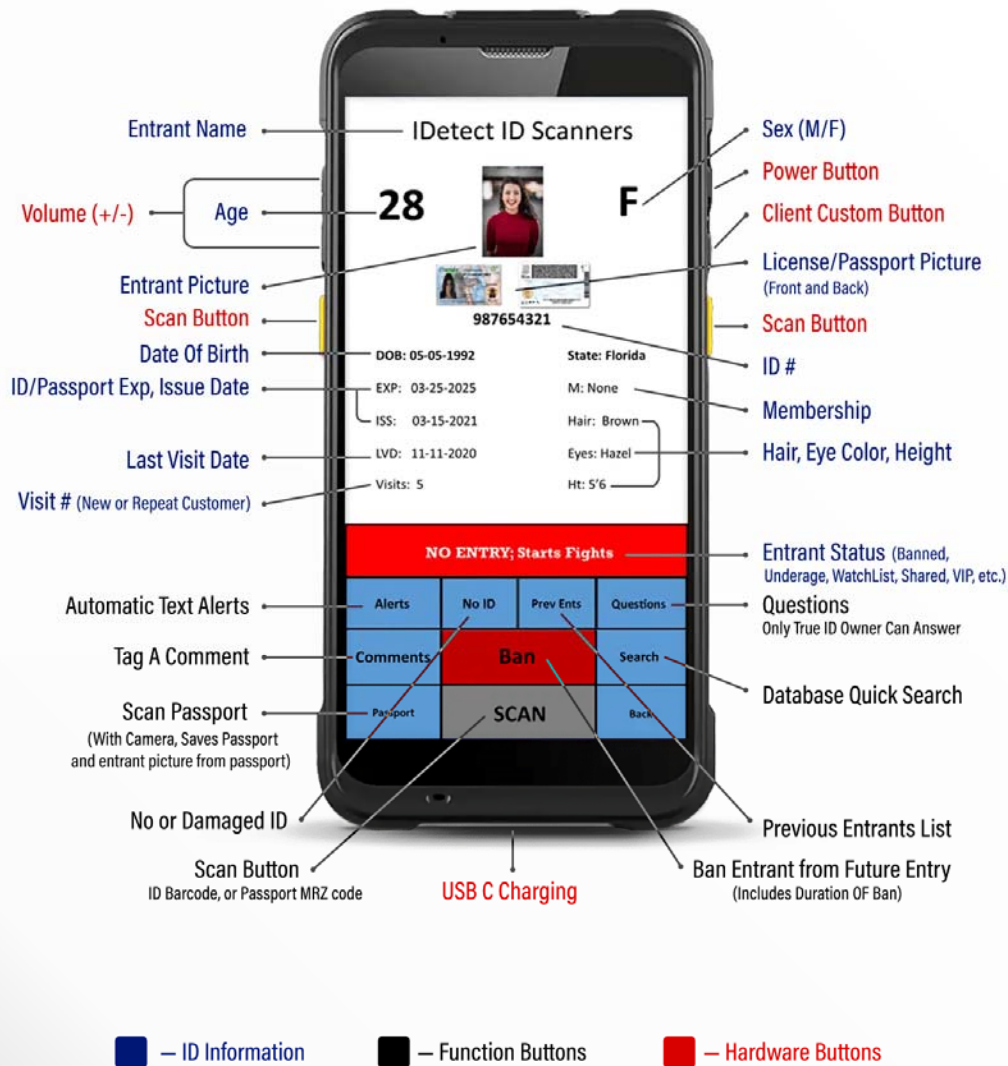 Entrant Name
IDetect ID Scanners
Sex (M/F)
Power Button
Volume (+/-)
Age
28
F
Client Custom Button
License/Passport Picture
(Front and Back)
Entrant Picture
Scan Button
987654321
Scan Button
Date Of Birth
DOB: 05-05-1992
State: Florida
ID #
ID/Passport Exp, Issue Date
EXP: 03-25-2025
M: None
Membership
ISS: 03-15-2021
Hair: Brown
Last Visit Date
LVD: 11-11-2020
Eyes: Hazel
Hair, Eye Color, Height
Visit # (New or Repeat Customer)
Visits: 5
Ht: 5'6
NO ENTRY; Starts Fights
Entrant Status (Banned,
Underage, WatchList, Shared, VIP, etc.)
Automatic Text Alerts
Alerts
No ID
Prev Ents
Questions
Questions
Only True ID Owner Can Answer
Tag A Comment
Comments
Ban
Search
Database Quick Search
Scan Passport
(With Camera, Saves Passport
and entrant picture from passport)
Passport
SCAN
Back
No or Damaged ID
Previous Entrants List
Scan Button
ID Barcode, or Passport MRZ code
USB C Charging
Ban Entrant from Future Entry
(Includes Duration OF Ban)
– ID Information
– Function Buttons
– Hardware Buttons